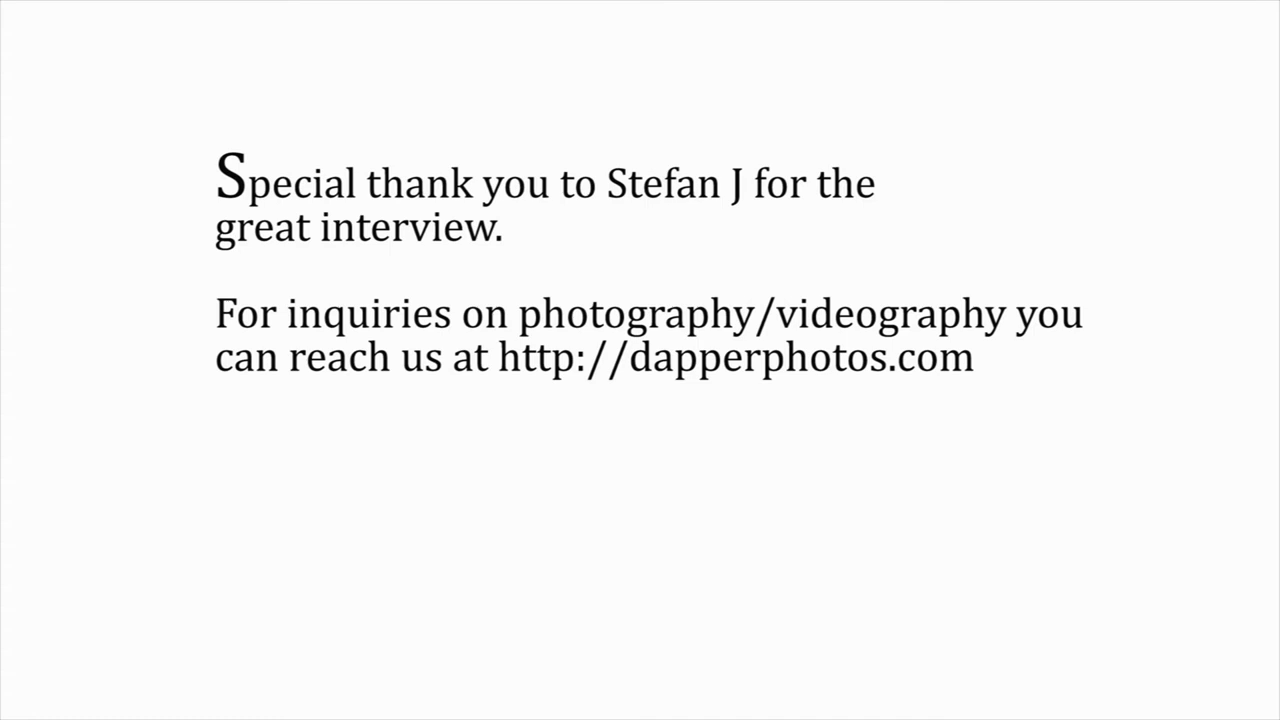 Special thank you to Stefan J for the
great interview.
For inquiries on photography/videography you
can reach us at http://dapperphotos.com